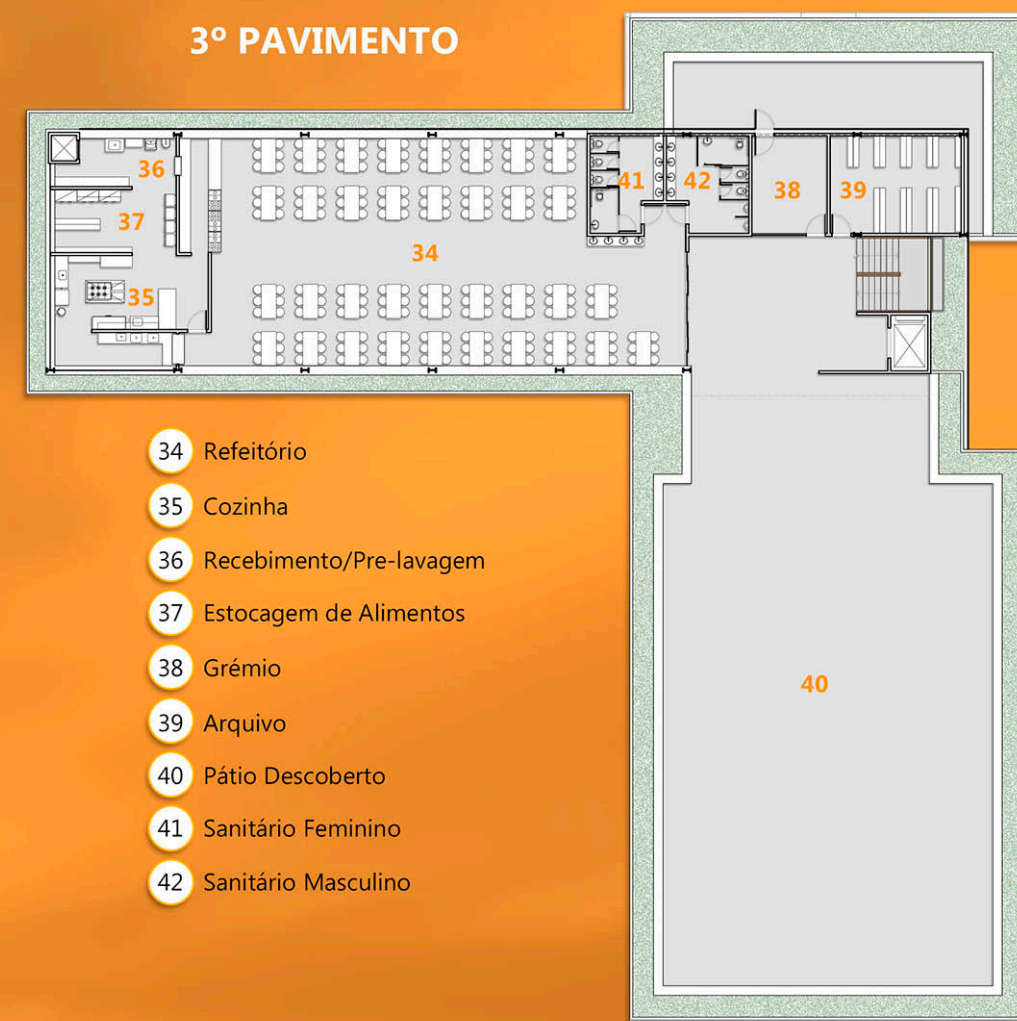 3º PAVIMENTO
36
41
42
38
39
37
34
35
34 Refeitório
35 Cozinha
36 Recebimento/Pre-lavagem
37 Estocagem de Alimentos
38 Grémio
39 Arquivo
40 Pátio Descoberto
41 Sanitário Feminino
42 Sanitário Masculino
40